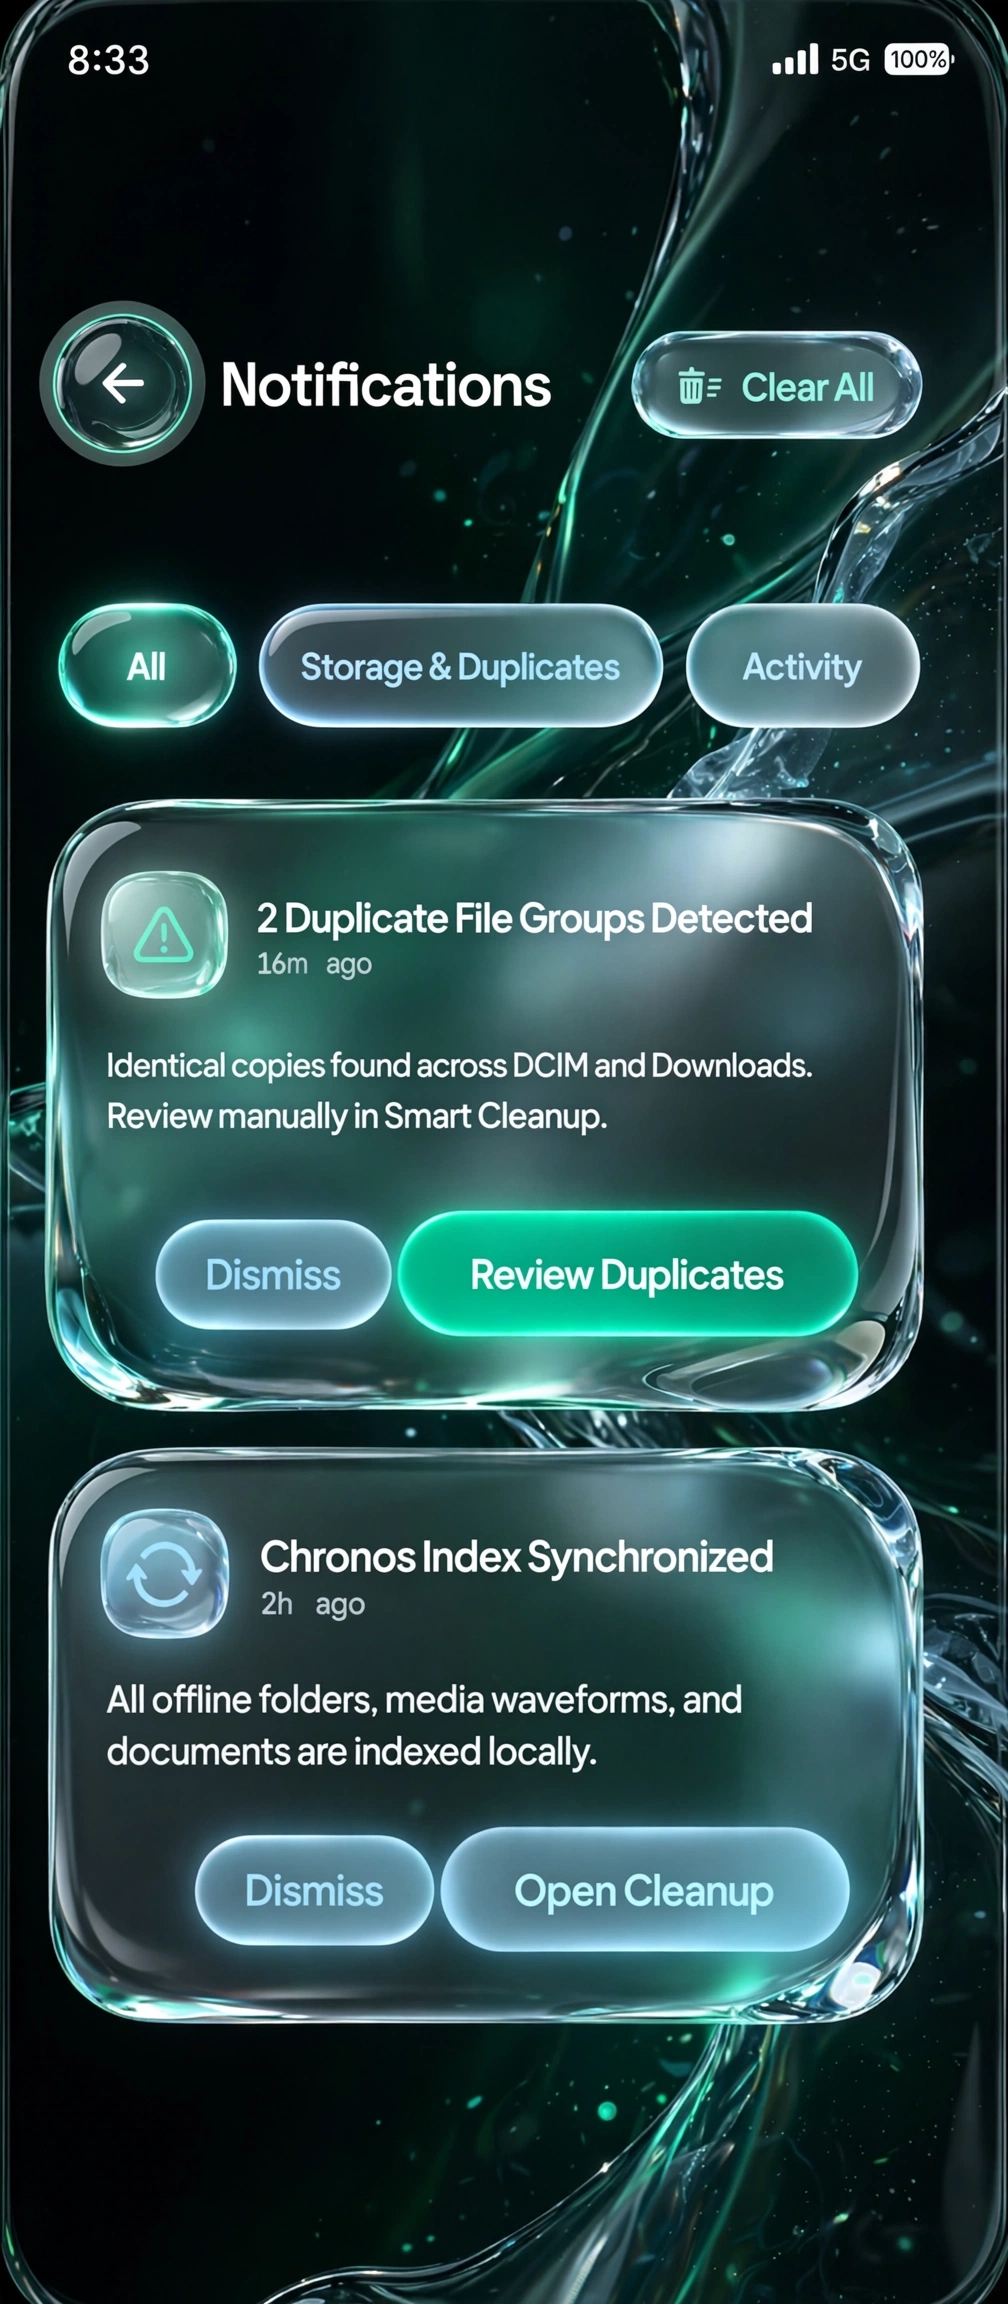 8:33
5G 100%
Notifications
Clear All
All
Storage & Duplicates
Activity
2 Duplicate File Groups Detected
16m ago
Identical copies found across DCIM and Downloads.
Review manually in Smart Cleanup.
Dismiss
Review Duplicates
Chronos Index Synchronized
2h ago
All offline folders, media waveforms, and
documents are indexed locally.
Dismiss
Open Cleanup